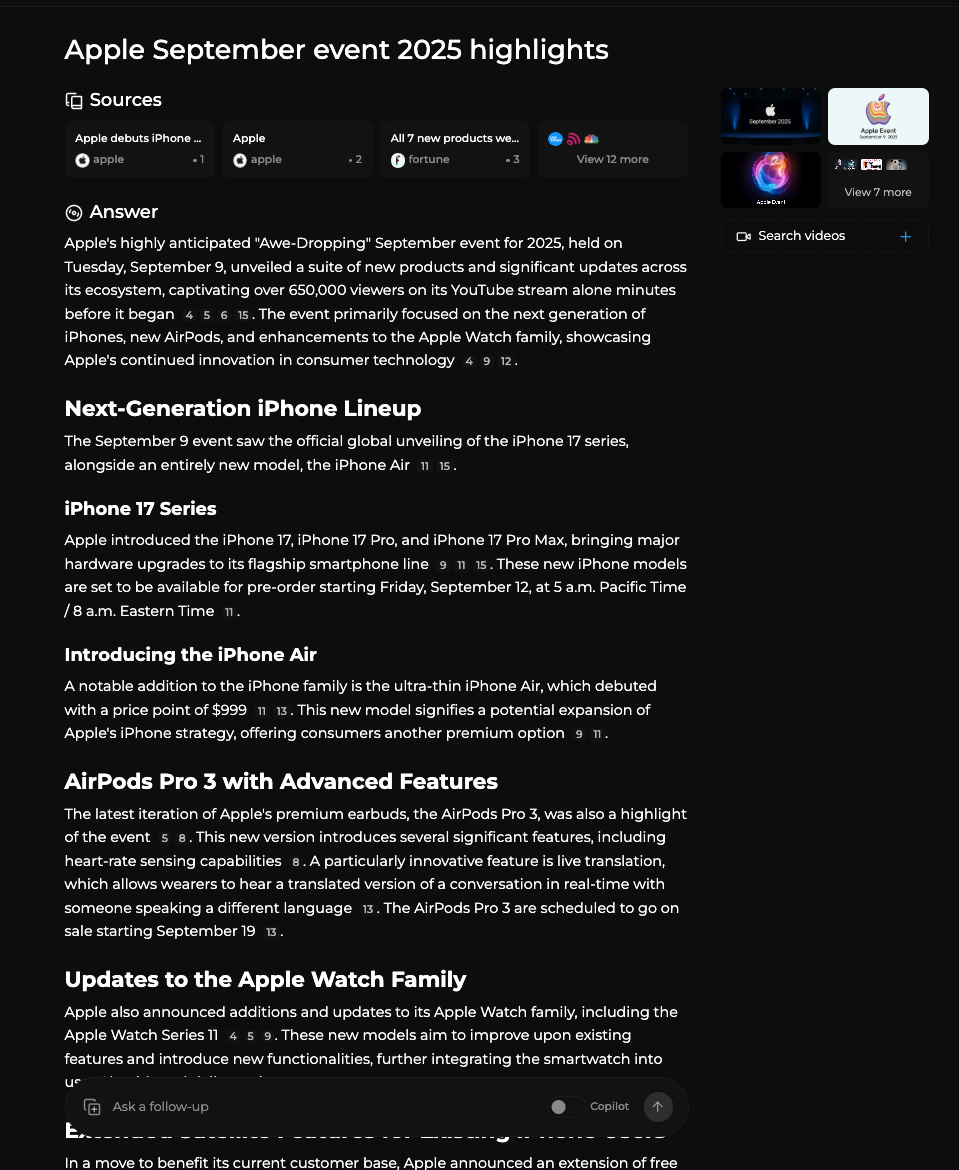 Apple September event 2025 highlights
Sources
Apple debuts iPhone ...
apple
• 1
Apple
apple
• 2
All 7 new products we...
fortune
• 3
View 12 more
September 2025
Apple Event
September 9, 2025
Apple Event
View 7 more
Search videos
+
Answer
Apple's highly anticipated "Awe-Dropping" September event for 2025, held on
Tuesday, September 9, unveiled a suite of new products and significant updates across
its ecosystem, captivating over 650,000 viewers on its YouTube stream alone minutes
before it began 4 5 6 15. The event primarily focused on the next generation of
iPhones, new AirPods, and enhancements to the Apple Watch family, showcasing
Apple's continued innovation in consumer technology 4 9 12.
Next-Generation iPhone Lineup
The September 9 event saw the official global unveiling of the iPhone 17 series,
alongside an entirely new model, the iPhone Air 11 15.
iPhone 17 Series
Apple introduced the iPhone 17, iPhone 17 Pro, and iPhone 17 Pro Max, bringing major
hardware upgrades to its flagship smartphone line 9 11 15. These new iPhone models
are set to be available for pre-order starting Friday, September 12, at 5 a.m. Pacific Time
/ 8 a.m. Eastern Time 11.
Introducing the iPhone Air
A notable addition to the iPhone family is the ultra-thin iPhone Air, which debuted
with a price point of $999 11 13. This new model signifies a potential expansion of
Apple's iPhone strategy, offering consumers another premium option 9 11.
AirPods Pro 3 with Advanced Features
The latest iteration of Apple's premium earbuds, the AirPods Pro 3, was also a highlight
of the event 5 8. This new version introduces several significant features, including
heart-rate sensing capabilities 8. A particularly innovative feature is live translation,
which allows wearers to hear a translated version of a conversation in real-time with
someone speaking a different language 13. The AirPods Pro 3 are scheduled to go on
sale starting September 19 13.
Updates to the Apple Watch Family
Apple also announced additions and updates to its Apple Watch family, including the
Apple Watch Series 11 4 5 9. These new models aim to improve upon existing
features and introduce new functionalities, further integrating the smartwatch into
Ask a follow-up
Copilot
Extended Satellite Features for Existing iPhone Users
In a move to benefit its current customer base, Apple announced an extension of free